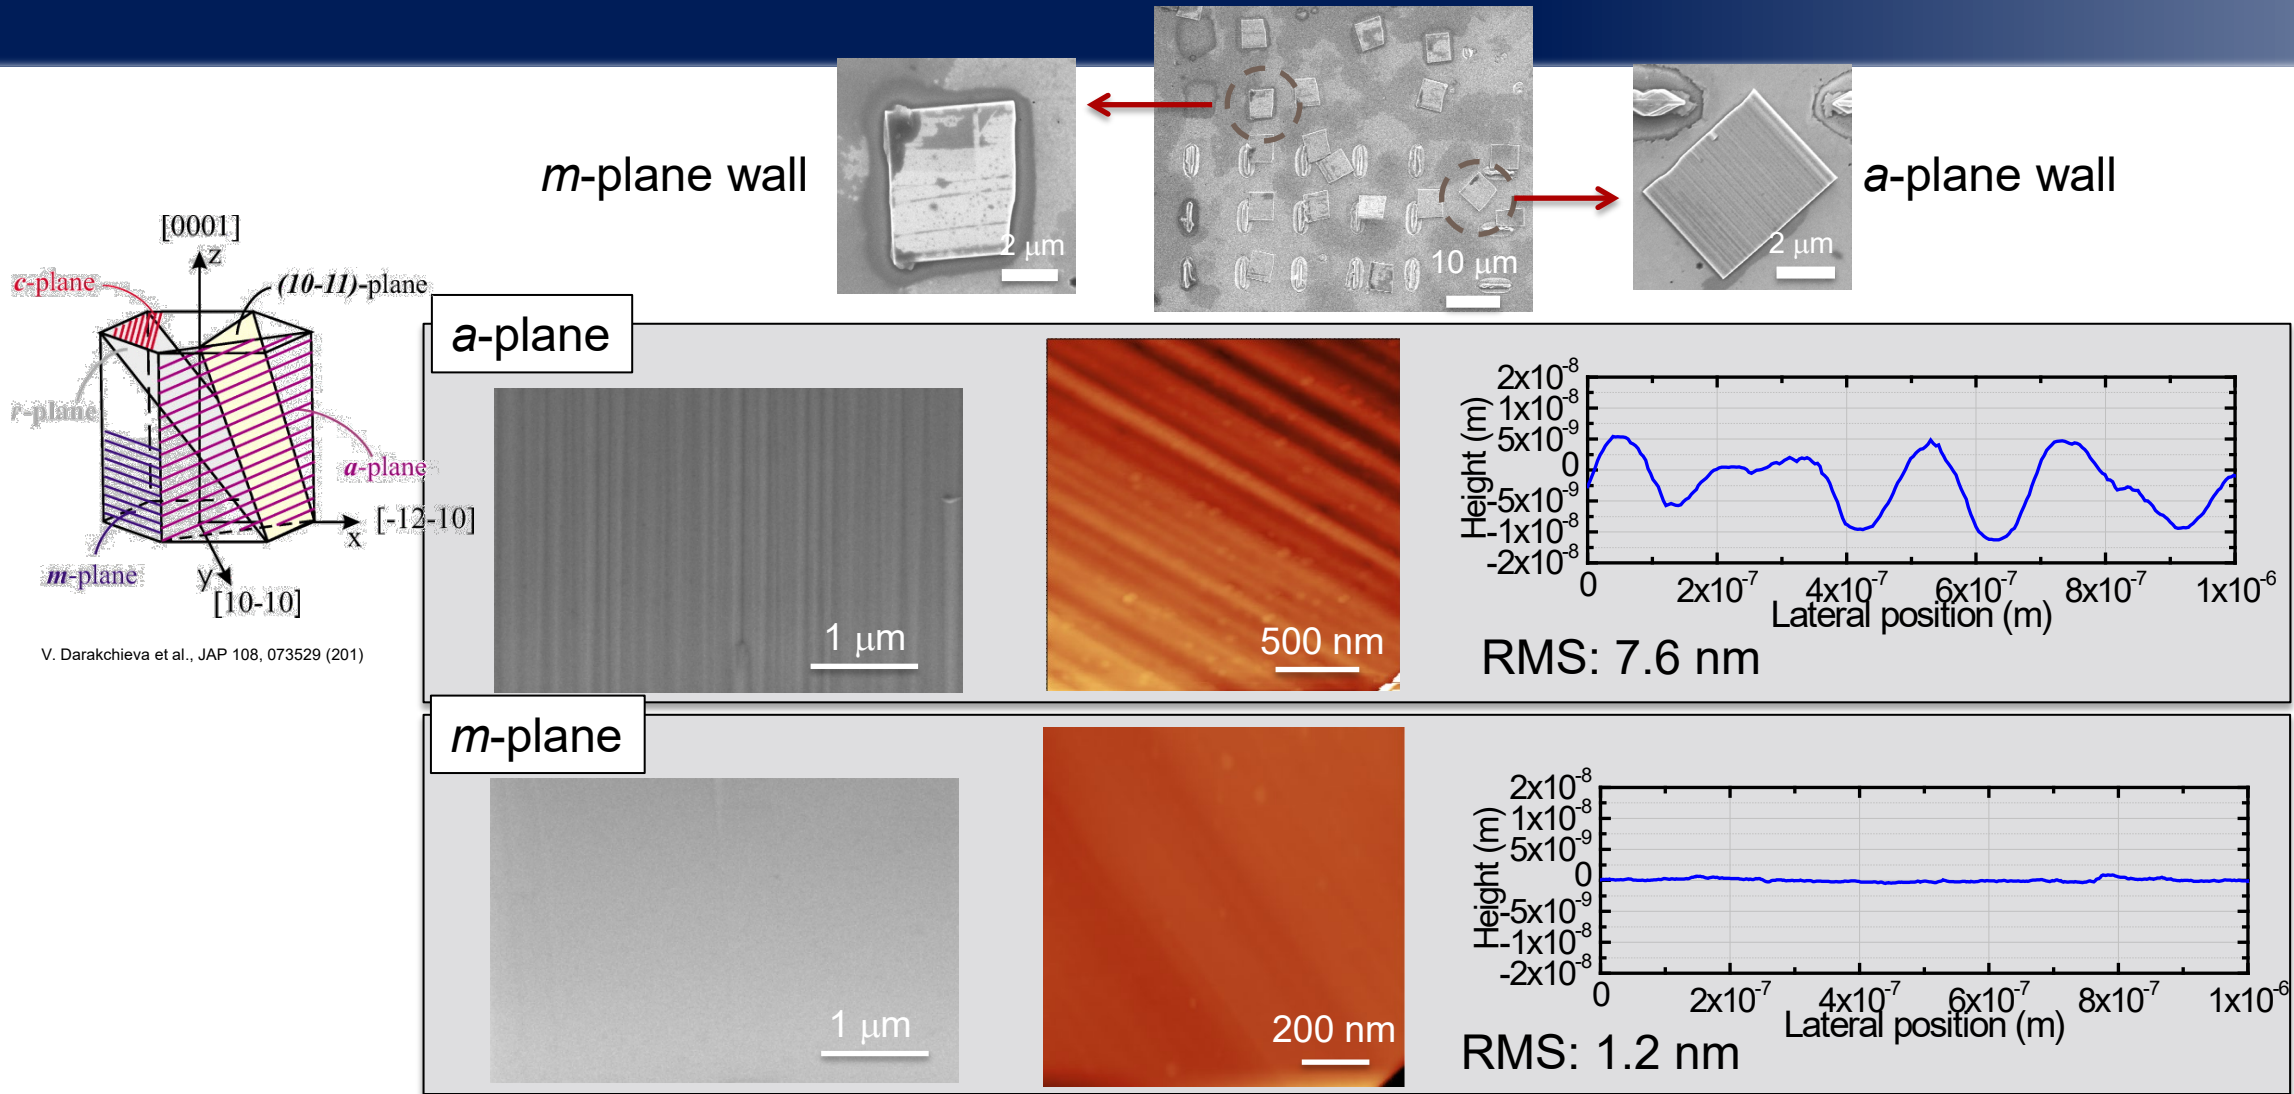 m-plane wall
2 μm
10 μm
2 μm
a-plane wall
[0001]
z
c-plane
(10-11)-plane
r-plane
a-plane
[-12-10]
x
m-plane
y
[10-10]
V. Darakchieva et al., JAP 108, 073529 (201)
a-plane
1 μm
500 nm
Height (m)
2x10⁻⁸
1x10⁻⁸
5x10⁻⁹
0
-5x10⁻⁹
-1x10⁻⁸
-2x10⁻⁸
0 2x10⁻⁷ 4x10⁻⁷ 6x10⁻⁷ 8x10⁻⁷ 1x10⁻⁶
Lateral position (m)
RMS: 7.6 nm
m-plane
1 μm
200 nm
Height (m)
2x10⁻⁸
1x10⁻⁸
5x10⁻⁹
0
-5x10⁻⁹
-1x10⁻⁸
-2x10⁻⁸
0 2x10⁻⁷ 4x10⁻⁷ 6x10⁻⁷ 8x10⁻⁷ 1x10⁻⁶
Lateral position (m)
RMS: 1.2 nm